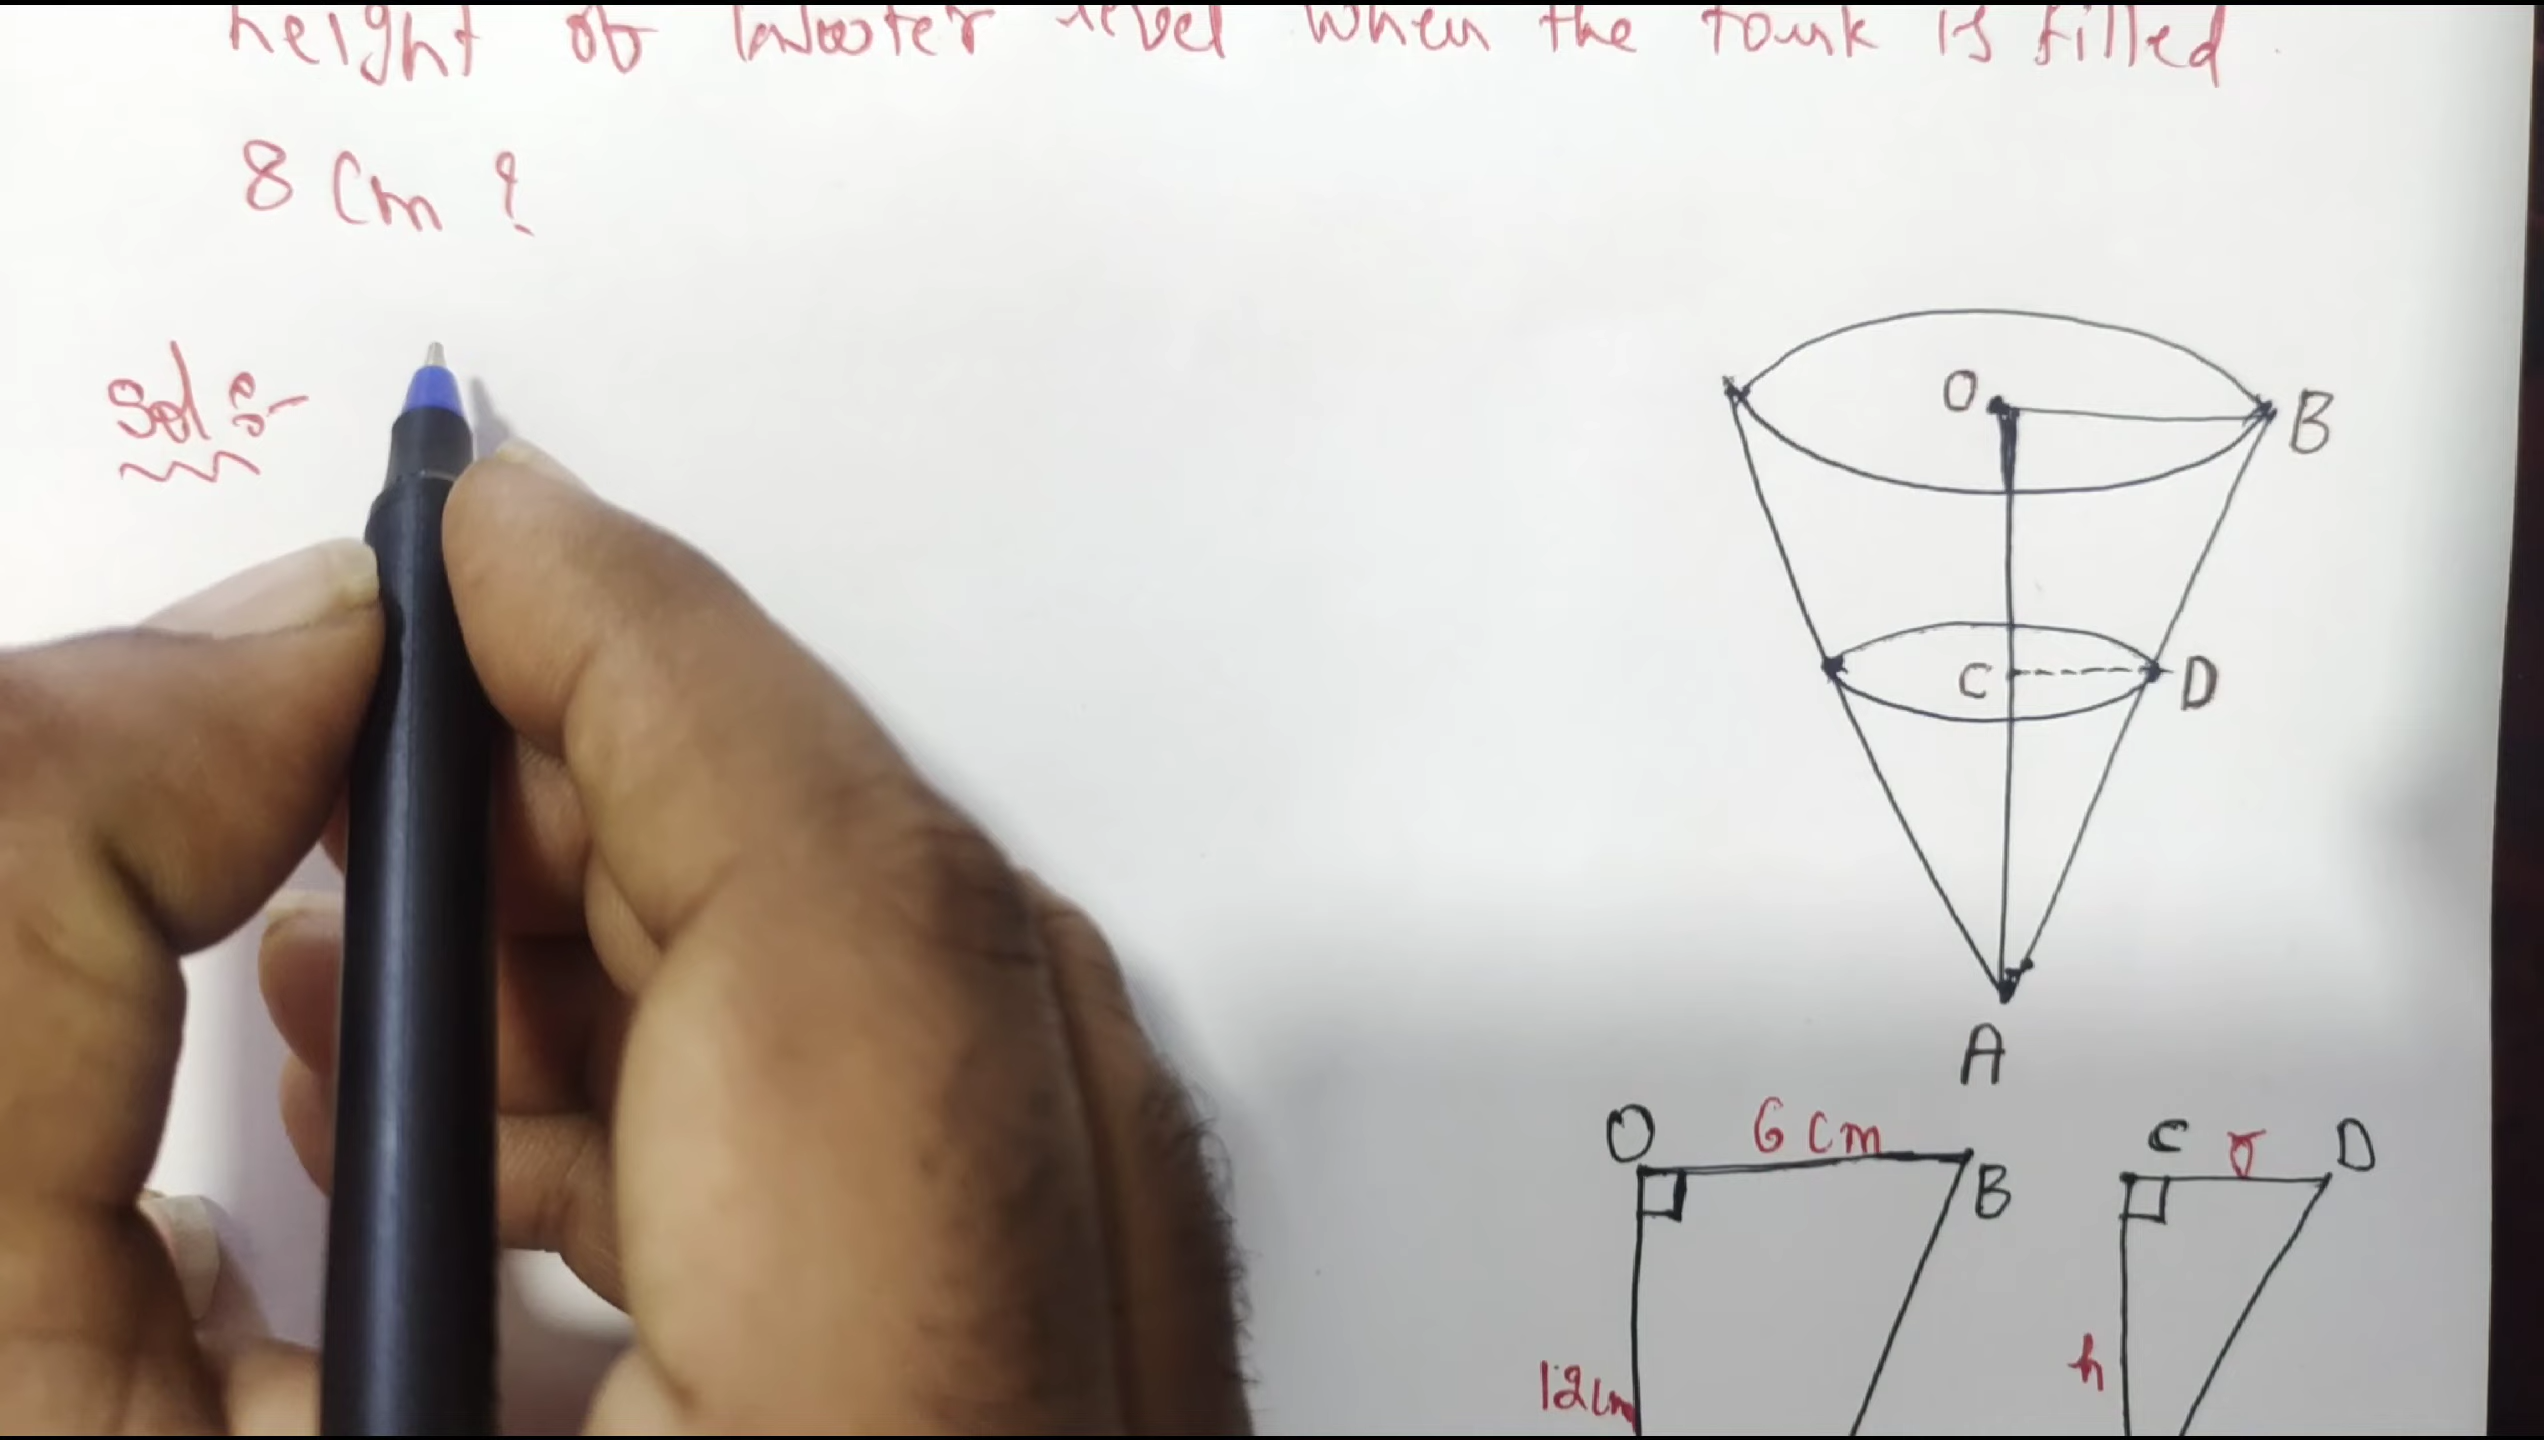 height of water level when the tank is filled
8 Cm ?
Sol :-
O B
C D
A
O 6 Cm B
C r D
12cm h